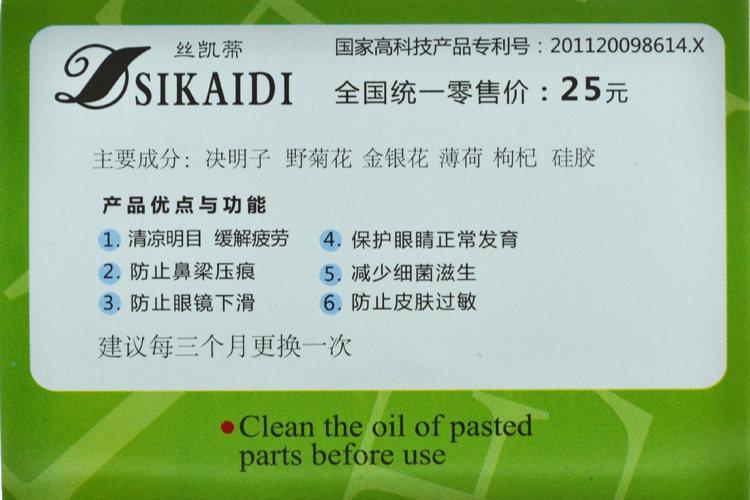 丝凯蒂
SIKAIDI
国家高科技产品专利号：201120098614.X
全国统一零售价：25元
主要成分: 决明子 野菊花 金银花 薄荷 枸杞 硅胶
产品优点与功能
1. 清凉明目 缓解疲劳
2. 防止鼻梁压痕
3. 防止眼镜下滑
4. 保护眼睛正常发育
5. 减少细菌滋生
6. 防止皮肤过敏
建议每三个月更换一次
●Clean the oil of pasted
parts before use